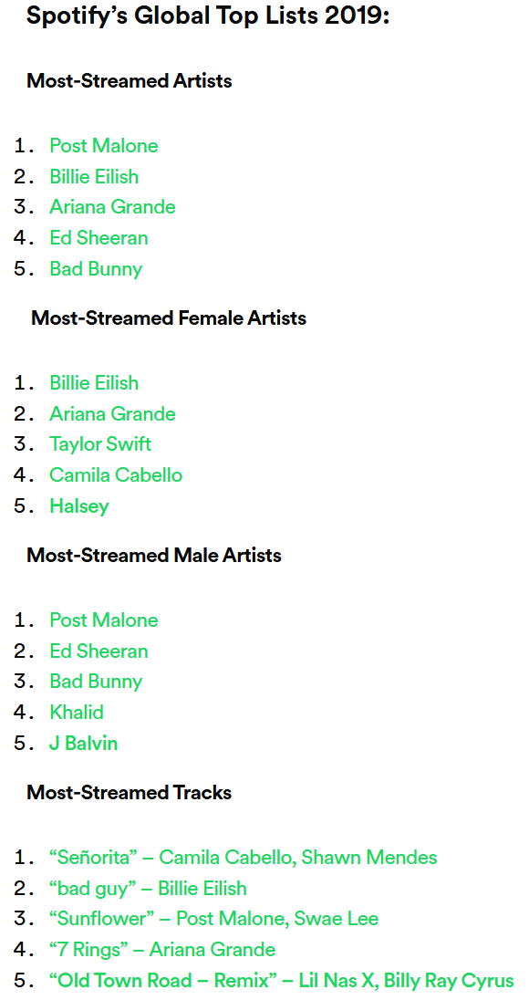 Spotify’s Global Top Lists 2019:
Most-Streamed Artists
1. Post Malone
2. Billie Eilish
3. Ariana Grande
4. Ed Sheeran
5. Bad Bunny
Most-Streamed Female Artists
1. Billie Eilish
2. Ariana Grande
3. Taylor Swift
4. Camila Cabello
5. Halsey
Most-Streamed Male Artists
1. Post Malone
2. Ed Sheeran
3. Bad Bunny
4. Khalid
5. J Balvin
Most-Streamed Tracks
1. “Señorita” – Camila Cabello, Shawn Mendes
2. “bad guy” – Billie Eilish
3. “Sunflower” – Post Malone, Swae Lee
4. “7 Rings” – Ariana Grande
5. “Old Town Road – Remix” – Lil Nas X, Billy Ray Cyrus